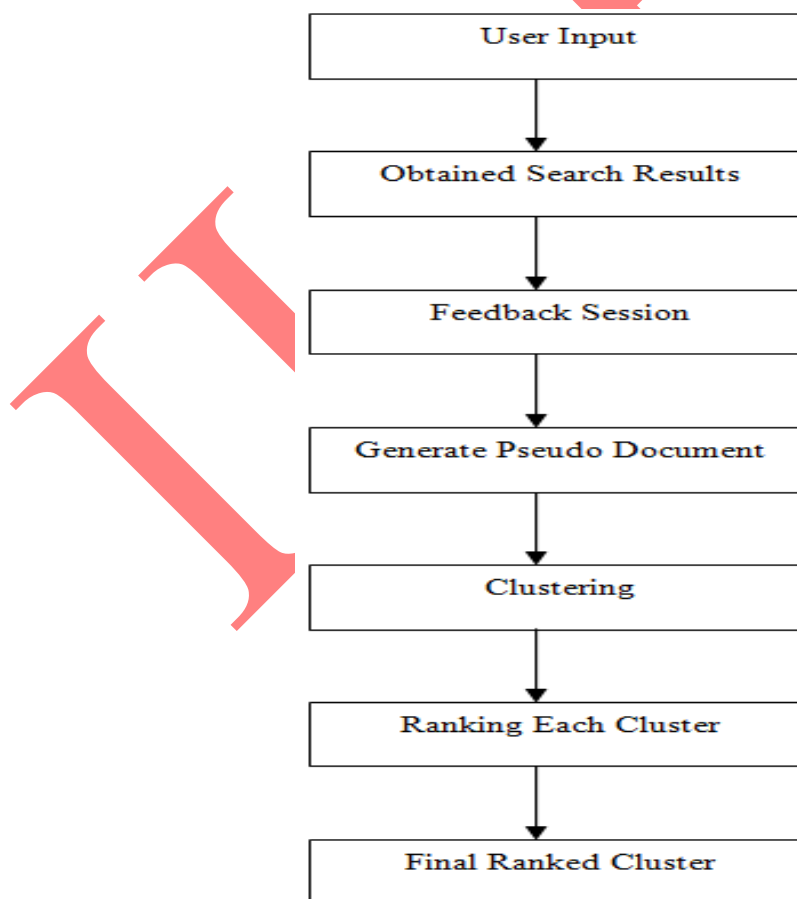 User Input
Obtained Search Results
Feedback Session
Generate Pseudo Document
Clustering
Ranking Each Cluster
Final Ranked Cluster